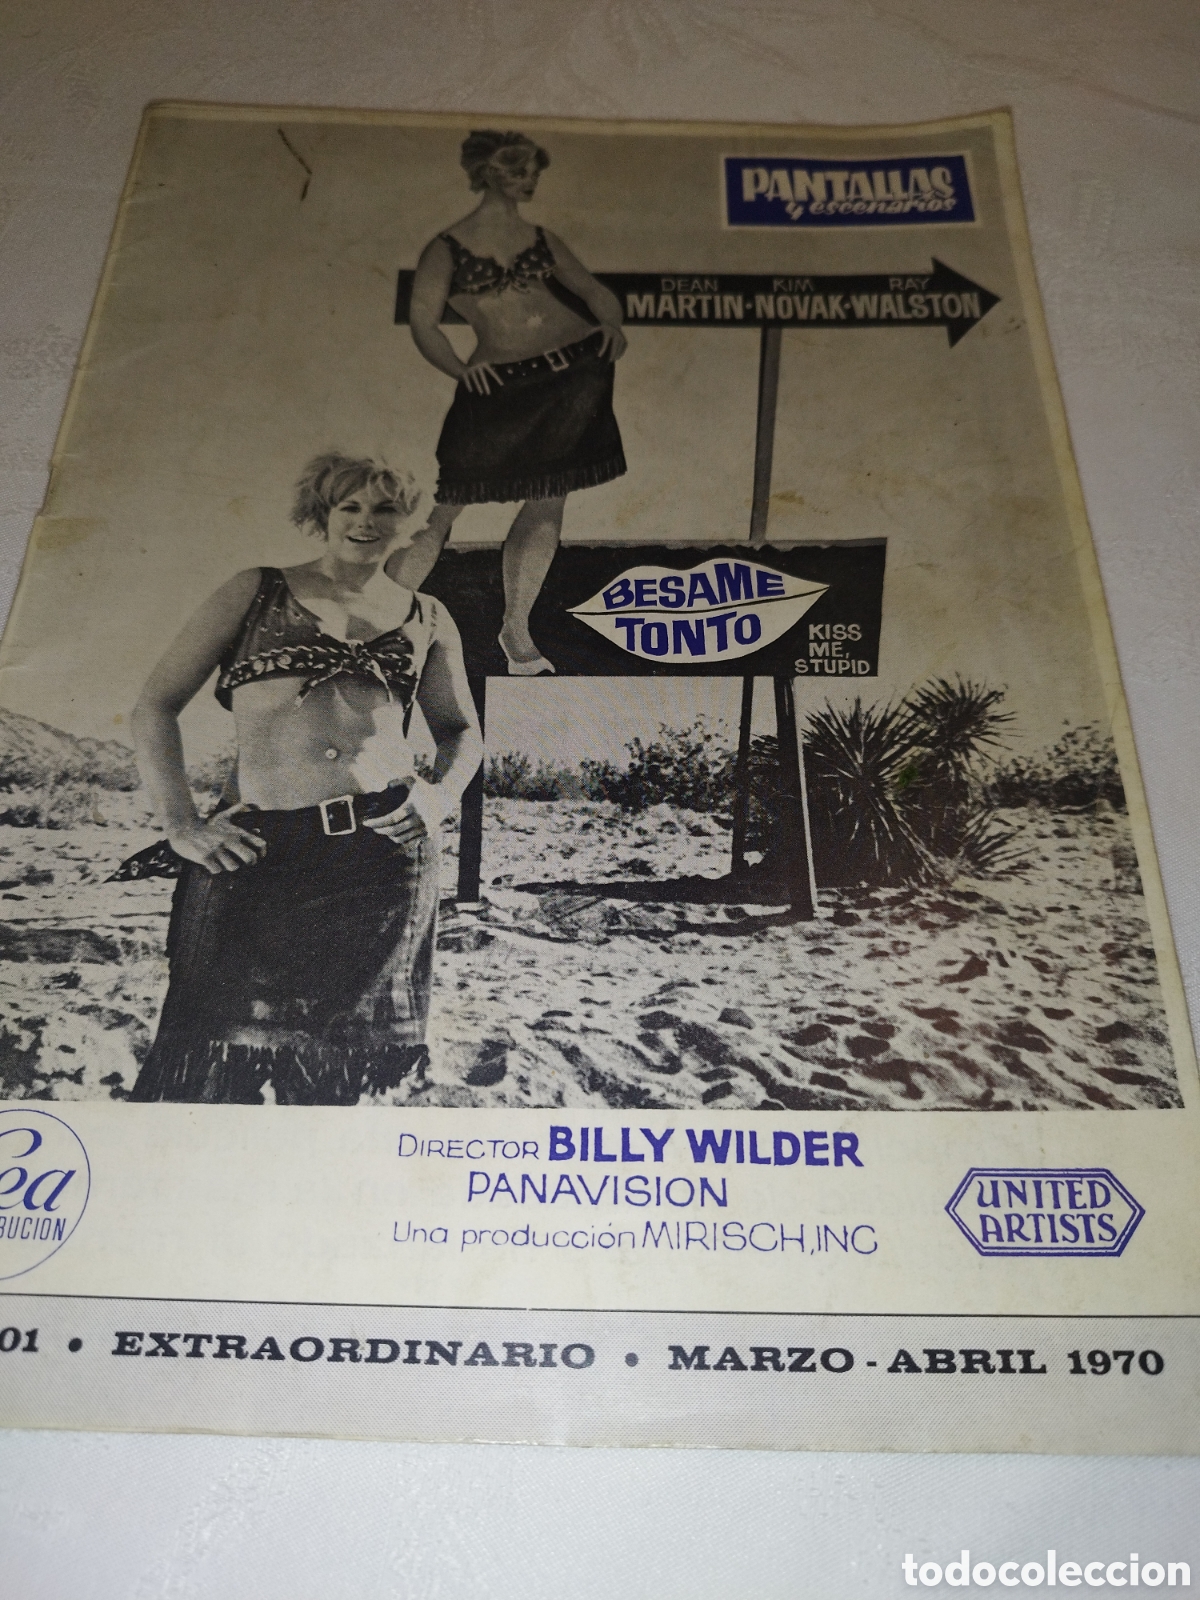 PANTALLAS
y escenarios
DEAN KIM RAY
MARTIN·NOVAK·WALSTON
BESAME
TONTO
KISS
ME,
STUPID
DIRECTOR BILLY WILDER
PANAVISION
Una producción MIRISCH, INC
UNITED
ARTISTS
01 • EXTRAORDINARIO • MARZO - ABRIL 1970
todocoleccion